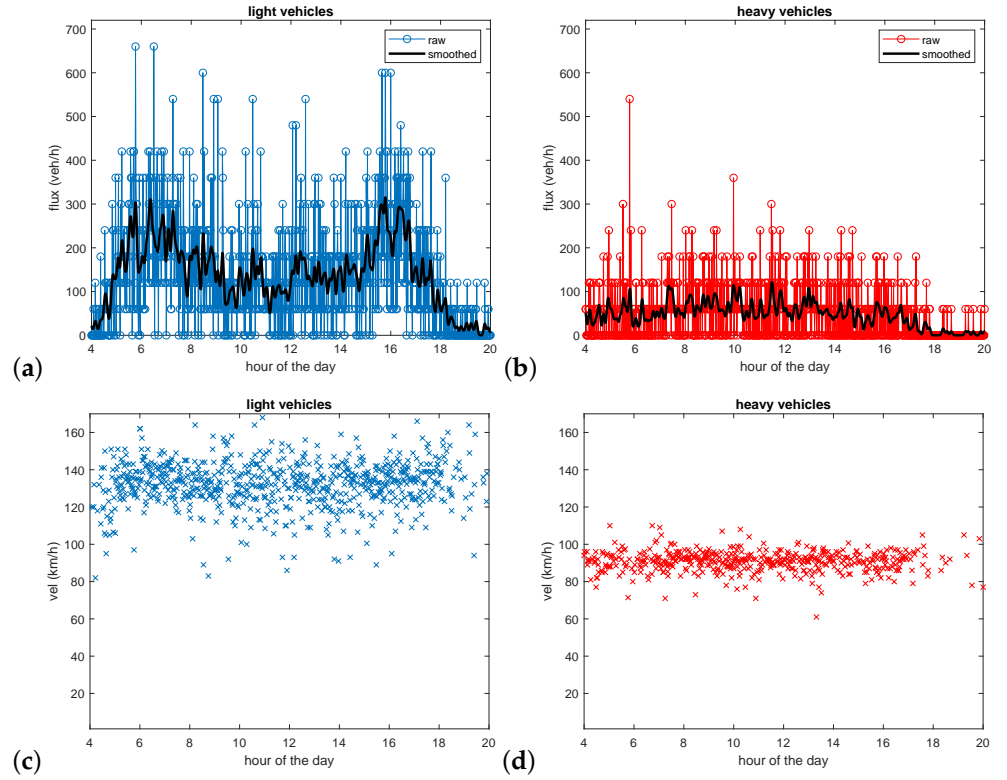 light vehicles
700
600
500
400
300
200
100
0
flux (veh/h)
raw
smoothed
4 6 8 10 12 14 16 18 20
hour of the day
(a)
heavy vehicles
700
600
500
400
300
200
100
0
flux (veh/h)
raw
smoothed
4 6 8 10 12 14 16 18 20
hour of the day
(b)
light vehicles
160
140
120
100
80
60
40
20
vel (km/h)
4 6 8 10 12 14 16 18 20
hour of the day
(c)
heavy vehicles
160
140
120
100
80
60
40
20
vel (km/h)
4 6 8 10 12 14 16 18 20
hour of the day
(d)